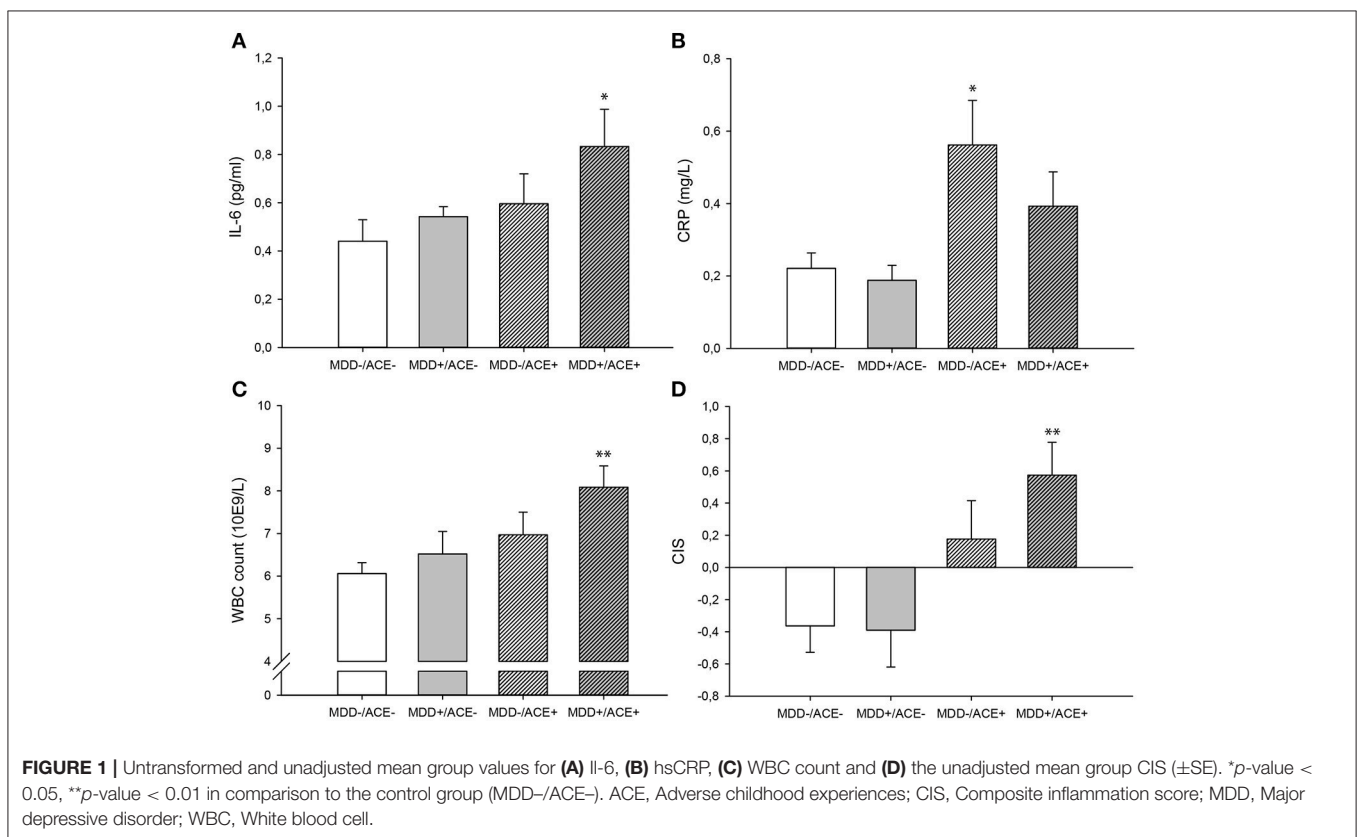 A
1,2
1,0
0,8
0,6
0,4
0,2
0,0
IL-6 (pg/ml)
*
MDD-/ACE- MDD+/ACE- MDD-/ACE+ MDD+/ACE+
B
0,8
0,6
0,4
0,2
0,0
CRP (mg/L)
*
MDD-/ACE- MDD+/ACE- MDD-/ACE+ MDD+/ACE+
C
10
9
8
7
6
5
4
0
WBC count (10E9/L)
**
MDD-/ACE- MDD+/ACE- MDD-/ACE+ MDD+/ACE+
D
1,0
0,8
0,6
0,4
0,2
0,0
-0,2
-0,4
-0,6
-0,8
CIS
**
MDD-/ACE- MDD+/ACE- MDD-/ACE+ MDD+/ACE+
FIGURE 1 | Untransformed and unadjusted mean group values for (A) Il-6, (B) hsCRP, (C) WBC count and (D) the unadjusted mean group CIS (±SE). *p-value <
0.05, **p-value < 0.01 in comparison to the control group (MDD–/ACE–). ACE, Adverse childhood experiences; CIS, Composite inflammation score; MDD, Major
depressive disorder; WBC, White blood cell.